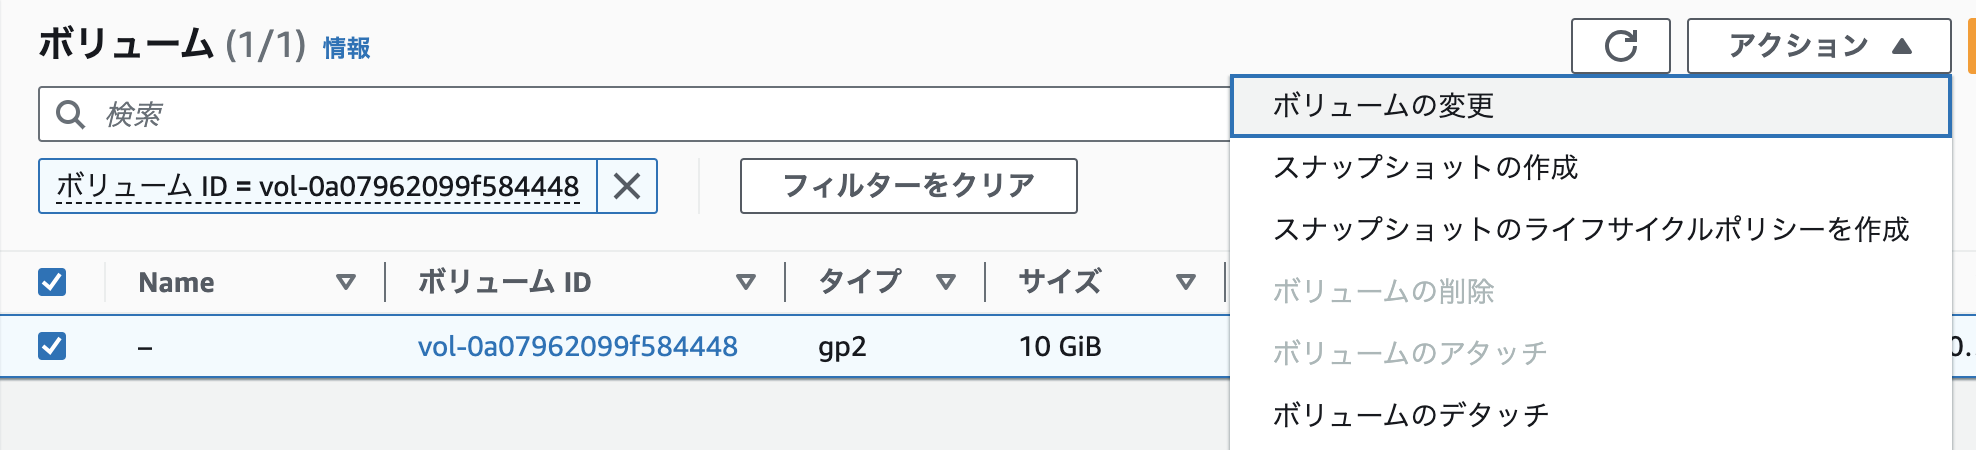 ボリューム (1/1) 情報
アクション
検索
ボリューム ID = vol-0a07962099f584448
フィルターをクリア
ボリュームの変更
スナップショットの作成
スナップショットのライフサイクルポリシーを作成
ボリュームの削除
ボリュームのアタッチ
ボリュームのデタッチ
Name ボリューム ID タイプ サイズ
– vol-0a07962099f584448 gp2 10 GiB